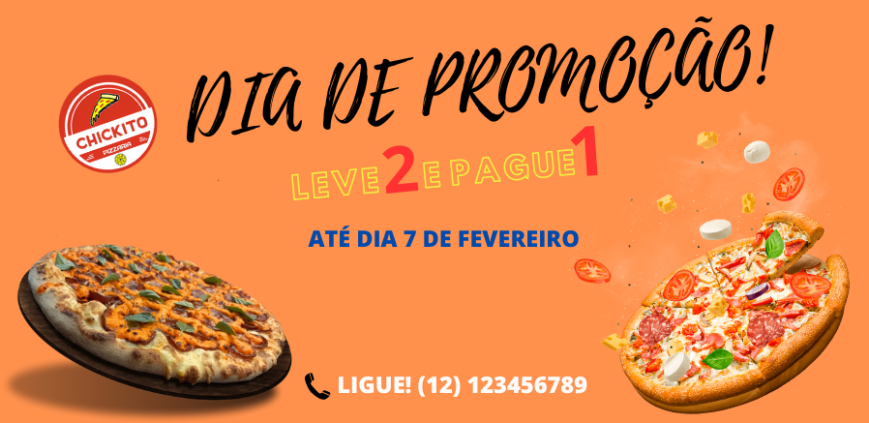 DIA DE PROMOÇÃO!
CHICKITO
PIZZARIA
LEVE 2 E PAGUE 1
ATÉ DIA 7 DE FEVEREIRO
LIGUE! (12) 123456789